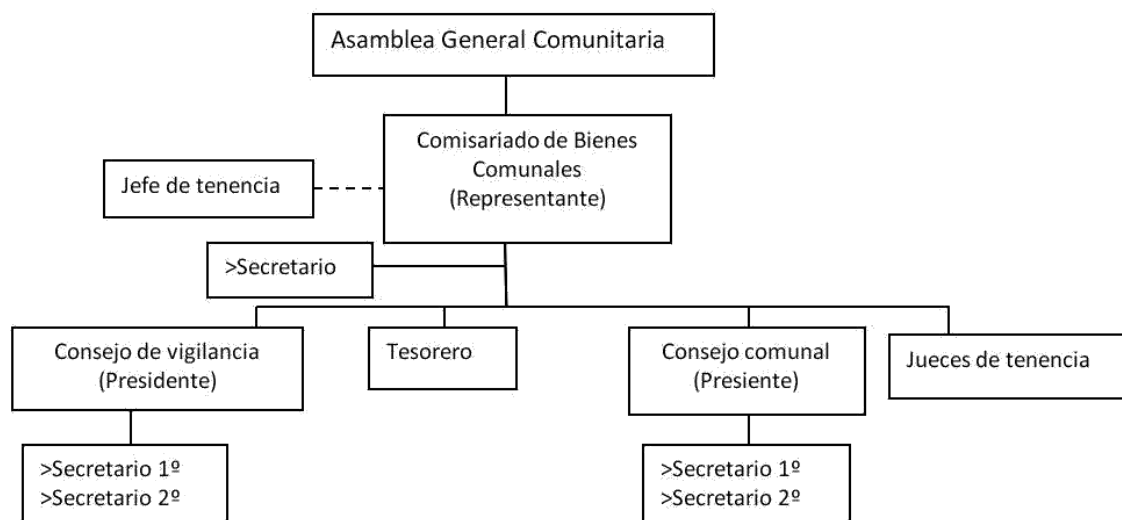 Asamblea General Comunitaria
Comisariado de Bienes
Comunales
(Representante)
Jefe de tenencia
>Secretario
Consejo de vigilancia
(Presidente)
Tesorero
Consejo comunal
(Presiente)
Jueces de tenencia
>Secretario 1º
>Secretario 2º
>Secretario 1º
>Secretario 2º